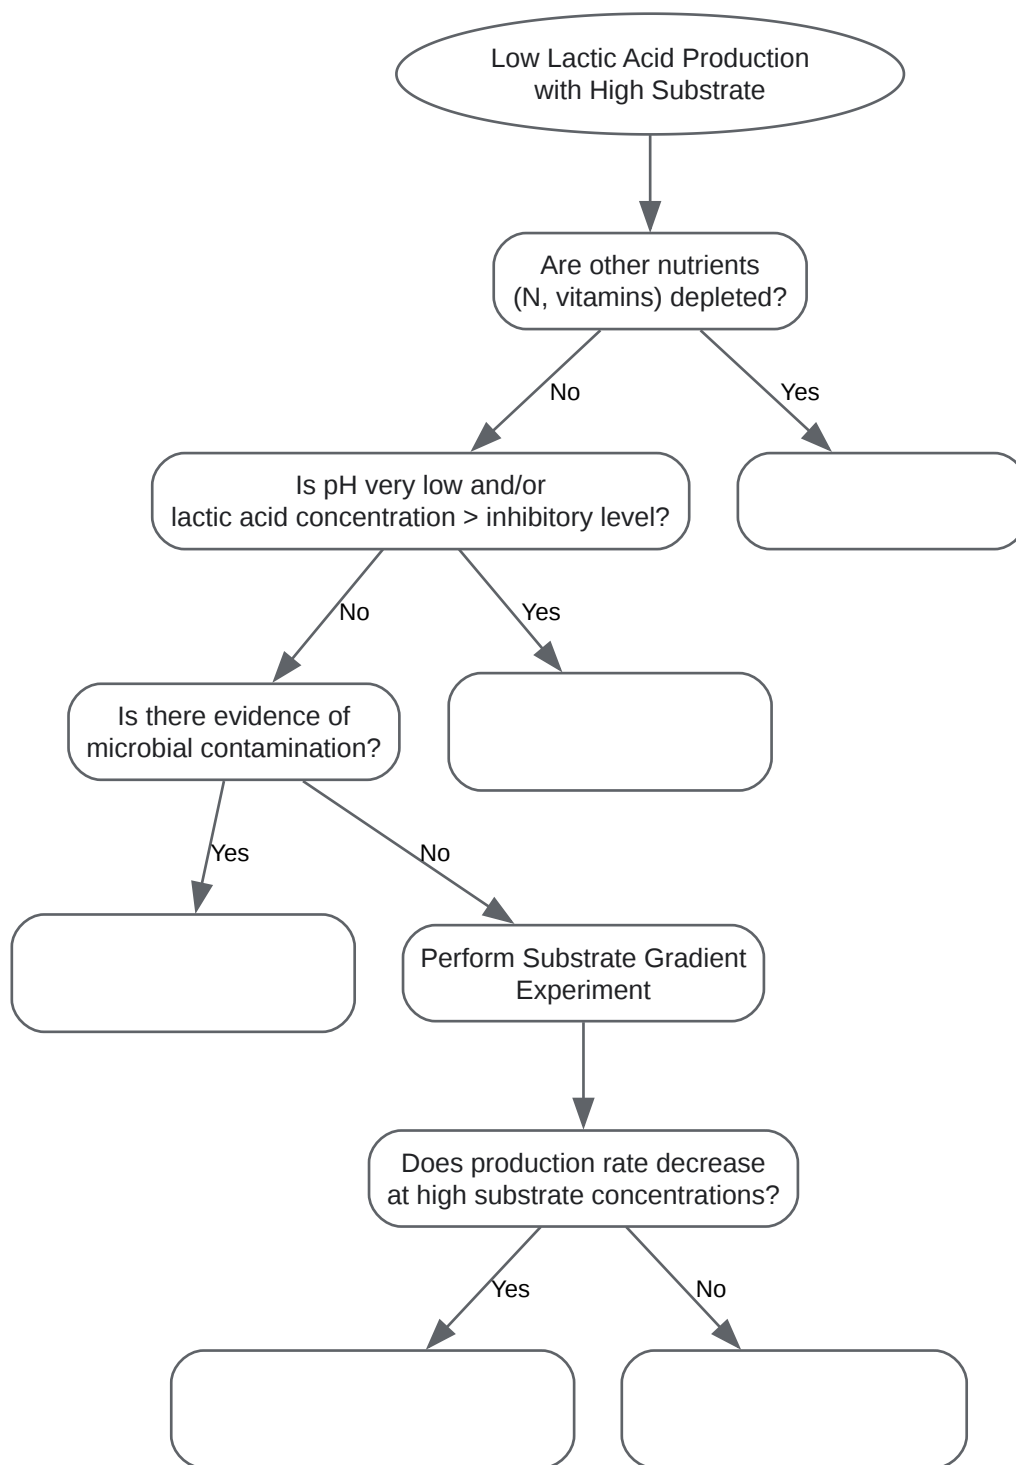 Low Lactic Acid Production
with High Substrate
Are other nutrients
(N, vitamins) depleted?
No
Yes
Is pH very low and/or
lactic acid concentration > inhibitory level?
No
Yes
Is there evidence of
microbial contamination?
Yes
No
Perform Substrate Gradient
Experiment
Does production rate decrease
at high substrate concentrations?
Yes
No